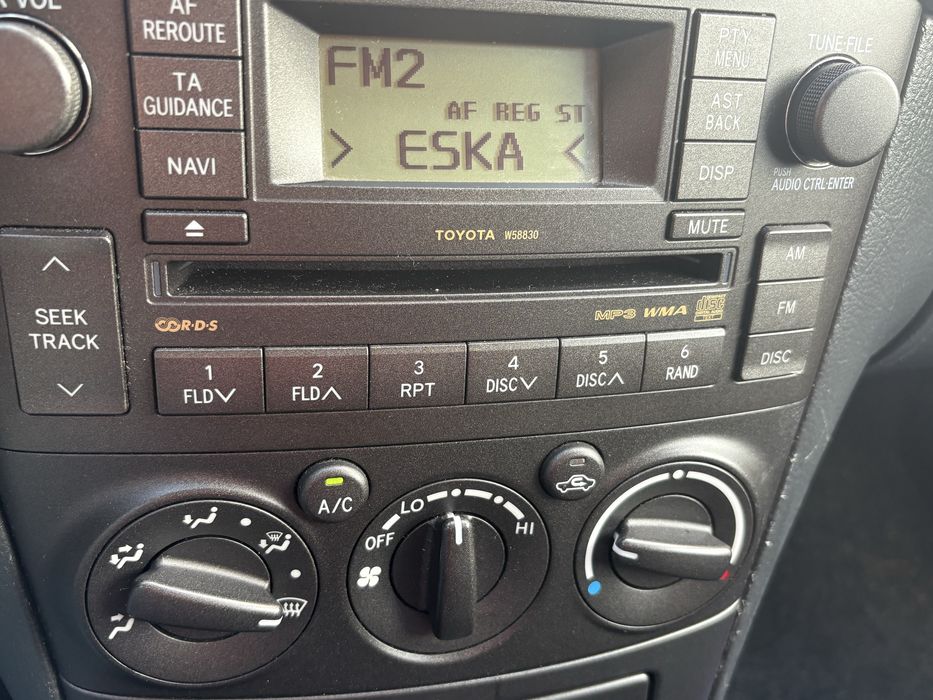 VOL
AF
REROUTE
TA
GUIDANCE
NAVI
FM2
AF REG ST
> ESKA <
PTY
MENU
AST
BACK
DISP
TUNE·FILE
PUSH
AUDIO CTRL·ENTER
TOYOTA W58830
MUTE
AM
FM
DISC
SEEK
TRACK
R·D·S
MP3 WMA
disc
1
FLD
2
FLD
3
RPT
4
DISC
5
DISC
6
RAND
A/C
OFF
LO
HI